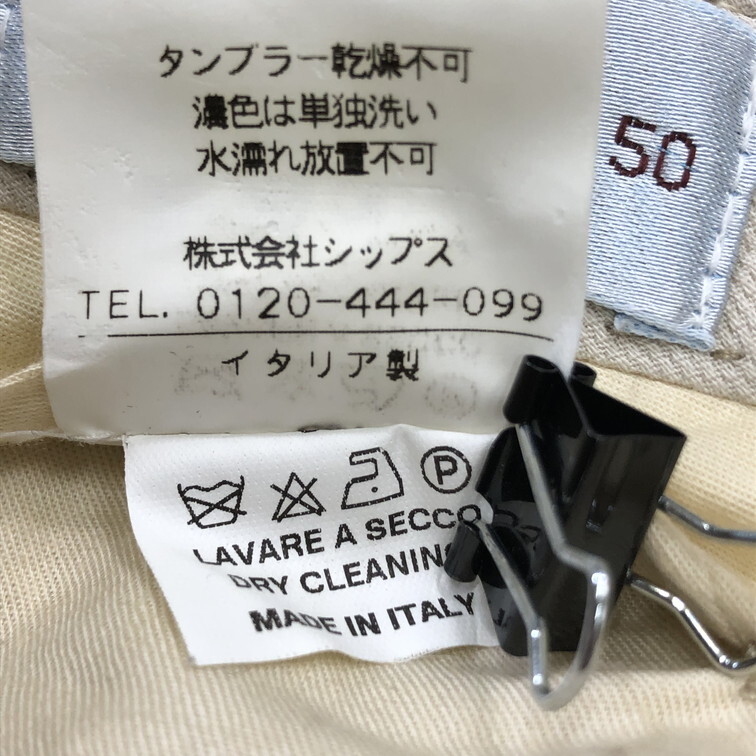 タンブラー乾燥不可
濃色は単独洗い
水濡れ放置不可
株式会社シップス
TEL. 0120-444-099
イタリア製
50
P
LAVARE A SECCO
DRY CLEANING
MADE IN ITALY